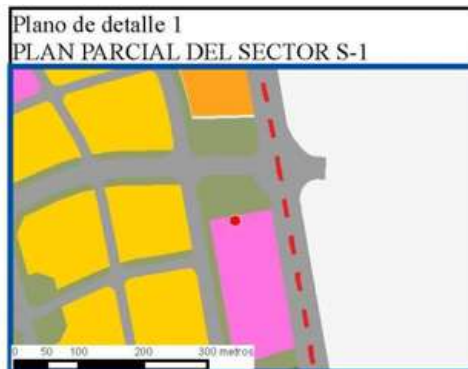 Plano de detalle 1
PLAN PARCIAL DEL SECTOR S-1
0 50 100 200 300 metros